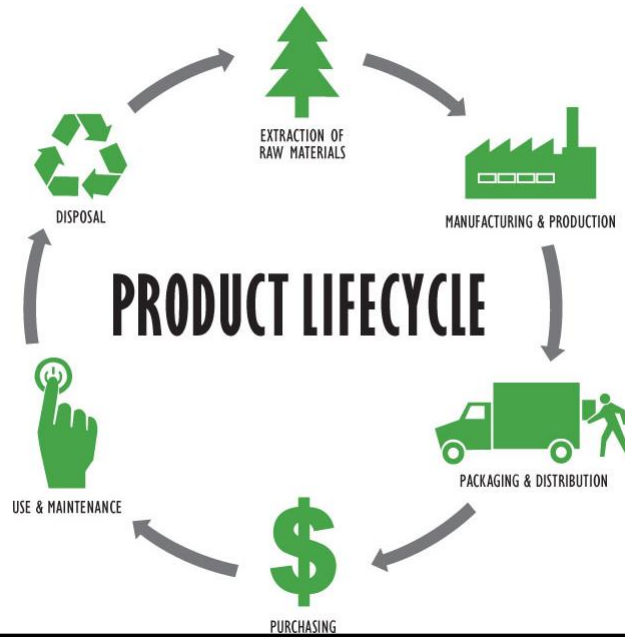 EXTRACTION OF
RAW MATERIALS
MANUFACTURING & PRODUCTION
PACKAGING & DISTRIBUTION
PURCHASING
USE & MAINTENANCE
DISPOSAL
PRODUCT LIFECYCLE